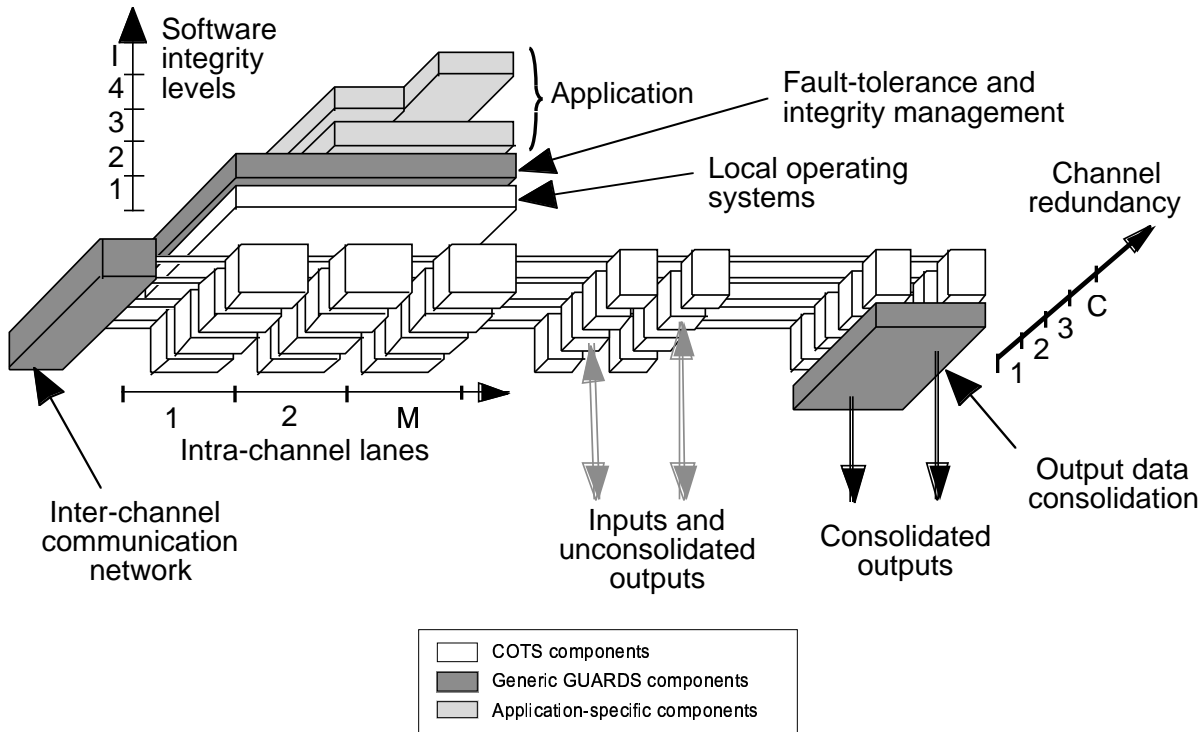 Software
integrity
levels
I
4
3
2
1
Application
Fault-tolerance and
integrity management
Local operating
systems
Channel
redundancy
C
3
2
1
1
2
M
Intra-channel lanes
Inter-channel
communication
network
Inputs and
unconsolidated
outputs
Consolidated
outputs
Output data
consolidation
COTS components
Generic GUARDS components
Application-specific components